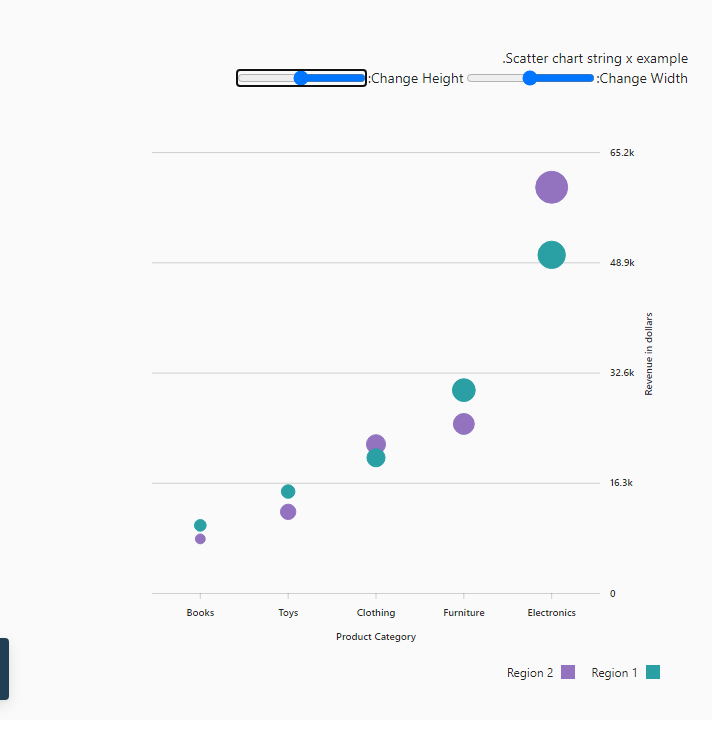 .Scatter chart string x example
:Change Height :Change Width
65.2k
48.9k
32.6k
16.3k
0
Revenue in dollars
Books Toys Clothing Furniture Electronics
Product Category
Region 2 Region 1